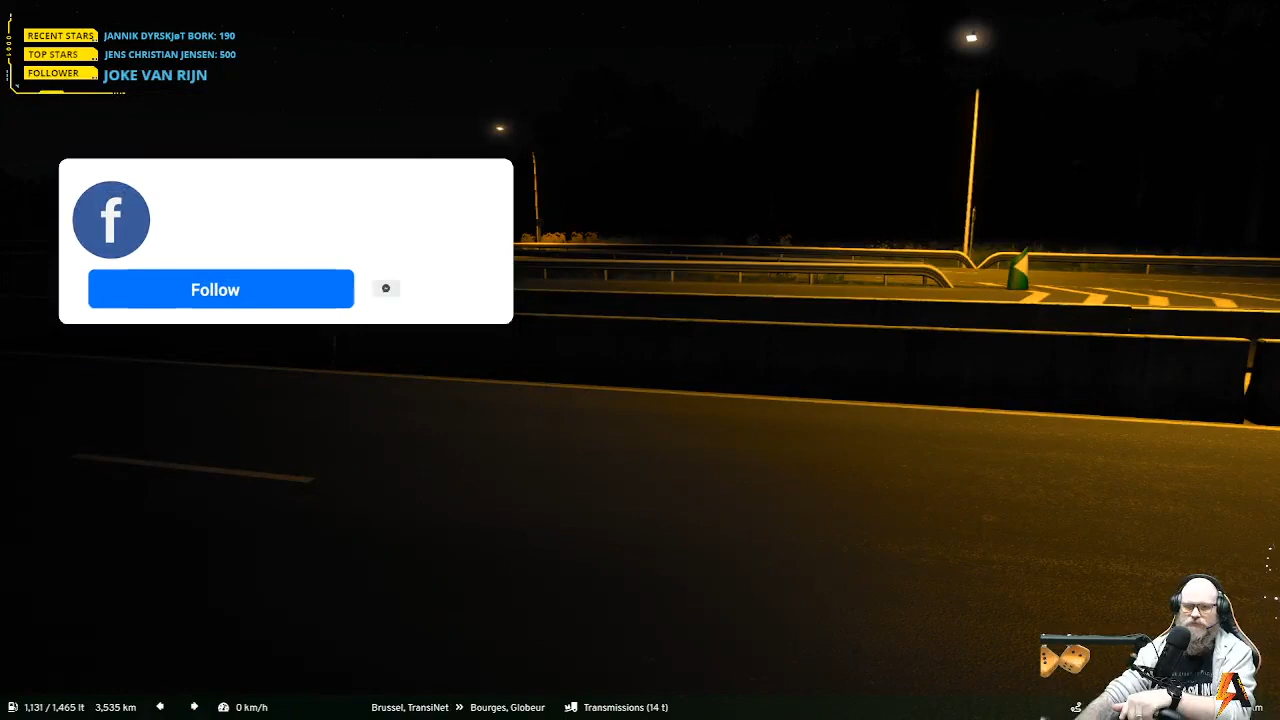 RECENT STARS JANNIK DYRSKJøT BORK: 190
TOP STARS JENS CHRISTIAN JENSEN: 500
FOLLOWER JOKE VAN RIJN
f
Follow
1,131 / 1,465 lt 3,535 km 0 km/h Brussel, TransiNet >> Bourges, Globeur Transmissions (14 t)